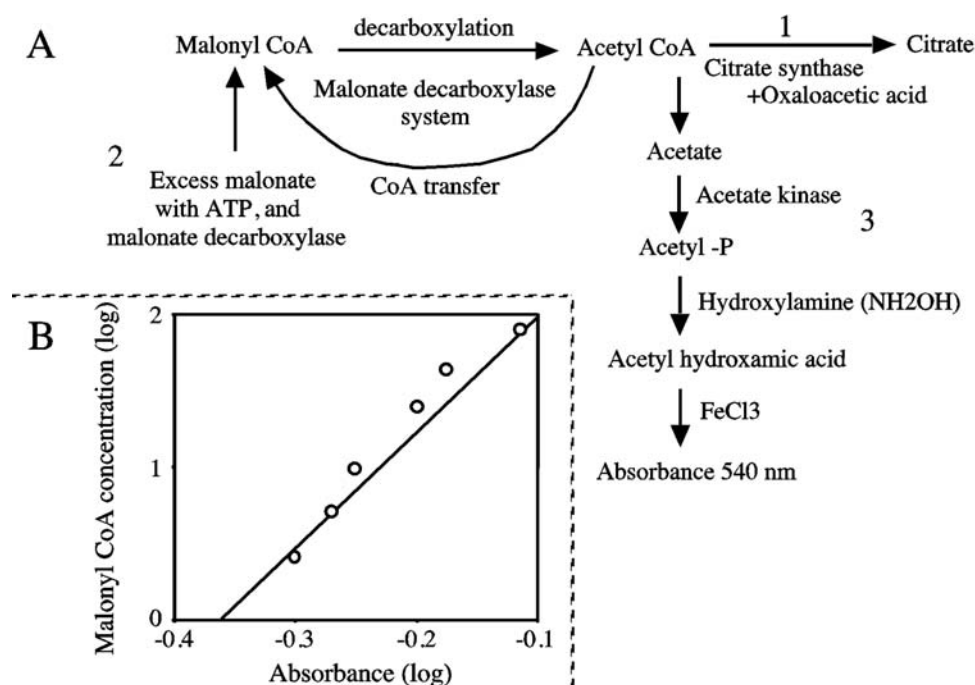 A
Malonyl CoA
decarboxylation
Acetyl CoA
1
Citrate
Citrate synthase
+Oxaloacetic acid
Malonate decarboxylase
system
CoA transfer
2
Excess malonate
with ATP, and
malonate decarboxylase
Acetate
Acetate kinase
3
Acetyl -P
Hydroxylamine (NH2OH)
Acetyl hydroxamic acid
FeCl3
Absorbance 540 nm
B
Malonyl CoA concentration (log)
2
1
0
-0.4
-0.3
-0.2
-0.1
Absorbance (log)